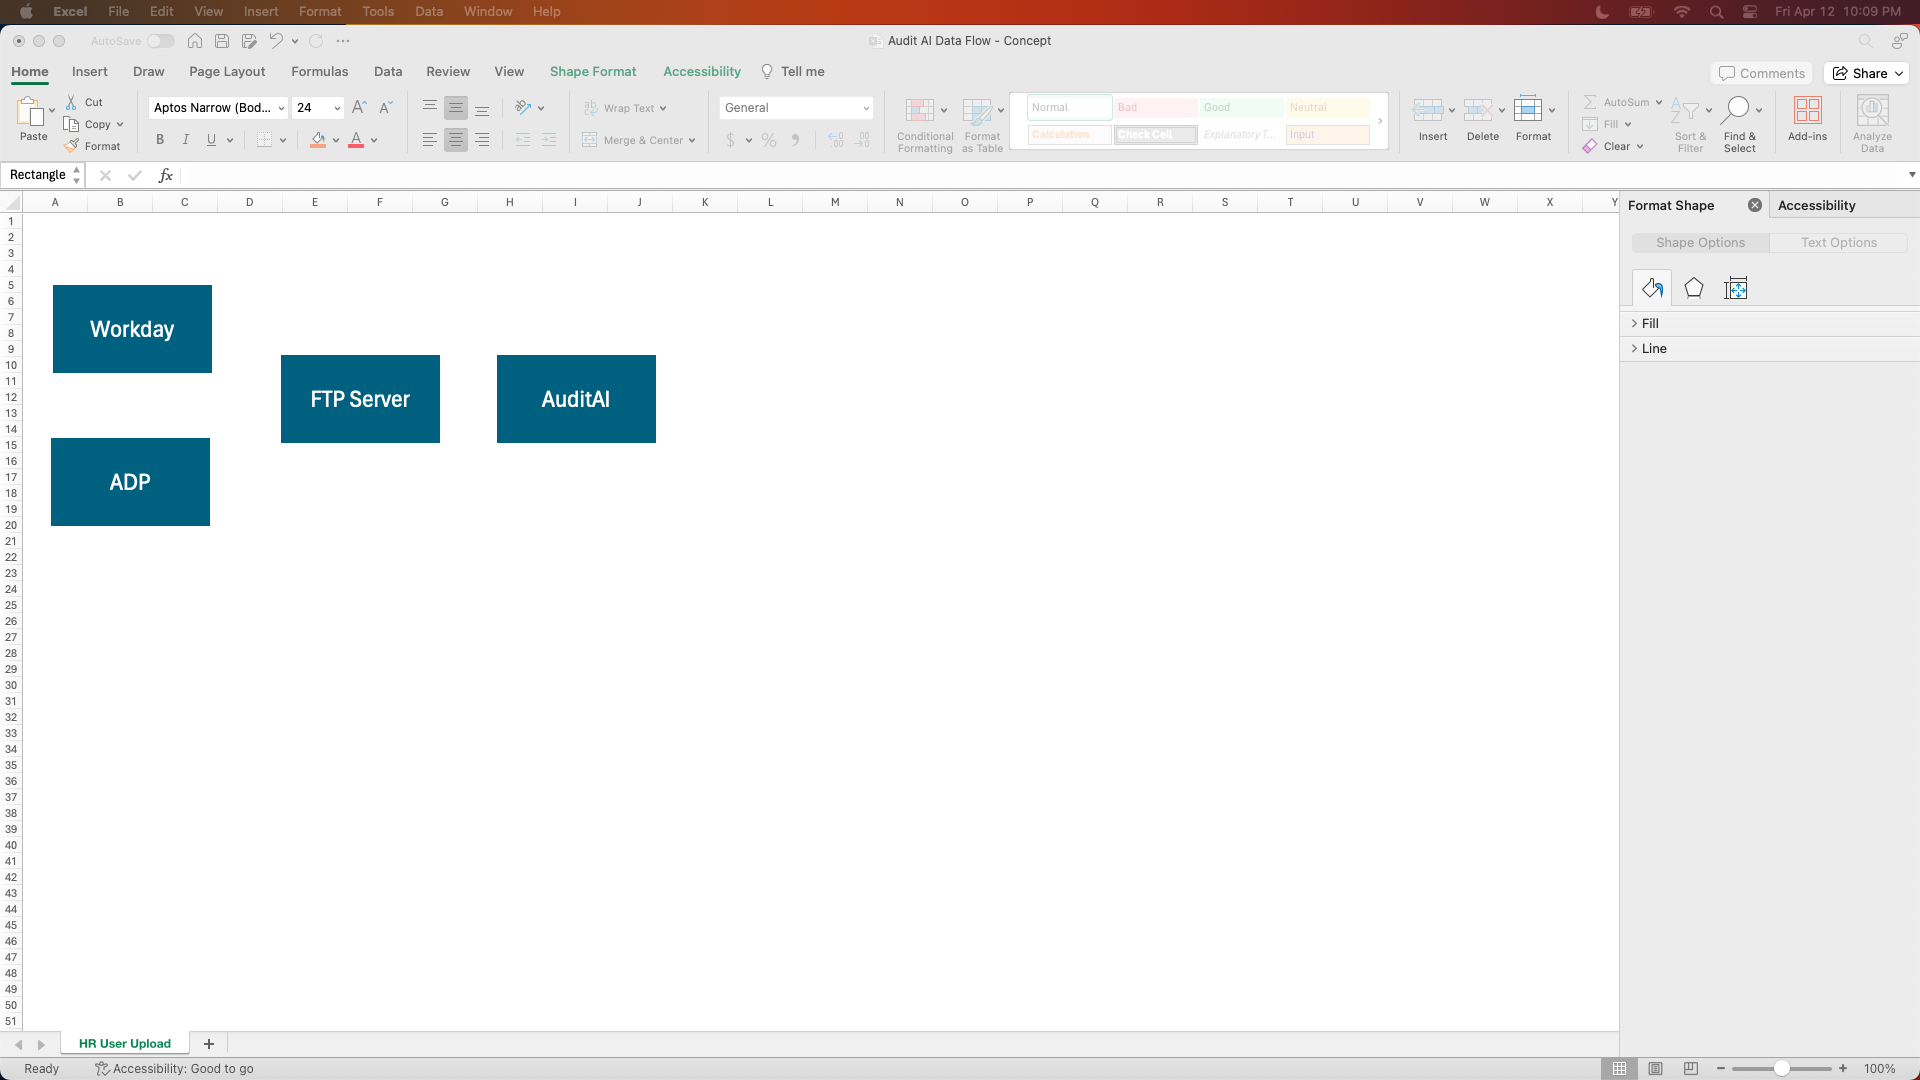 Excel File Edit View Insert Format Tools Data Window Help Fri Apr 12 10:09 PM
AutoSave Audit AI Data Flow - Concept
Home Insert Draw Page Layout Formulas Data Review View Shape Format Accessibility Tell me Comments Share
Paste Cut Copy Format
Aptos Narrow (Bod... 24
B I U A
Wrap Text
Merge & Center
General
$ %
Conditional Formatting
Format as Table
Normal Bad Good Neutral
Calculation Check Cell Explanatory T... Input
Insert Delete Format
AutoSum
Fill
Clear
Sort & Filter
Find & Select
Add-ins
Analyze Data
Rectangle fx
A B C D E F G H I J K L M N O P Q R S T U V W X Y
1
2
3
4
5
6
7
8
9
10
11
12
13
14
15
16
17
18
19
20
21
22
23
24
25
26
27
28
29
30
31
32
33
34
35
36
37
38
39
40
41
42
43
44
45
46
47
48
49
50
51
Workday
FTP Server AuditAI
ADP
Format Shape Accessibility
Shape Options Text Options
Fill
Line
HR User Upload
Ready Accessibility: Good to go 100%